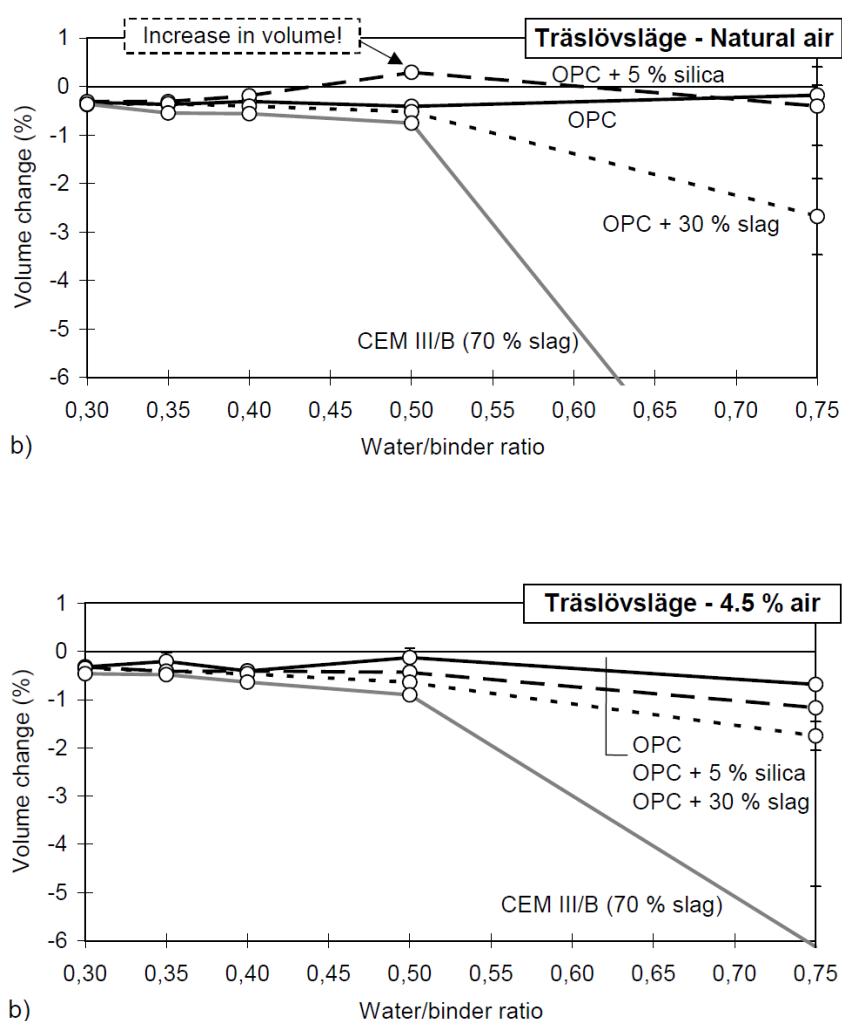 1
Increase in volume!
Träslövsläge - Natural air
OPC + 5 % silica
0
OPC
-1
Volume change (%)
-2
OPC + 30 % slag
-3
-4
CEM III/B (70 % slag)
-5
-6
0,30 0,35 0,40 0,45 0,50 0,55 0,60 0,65 0,70 0,75
b)
Water/binder ratio
1
Träslövsläge - 4.5 % air
0
-1
Volume change (%)
OPC
-2
OPC + 5 % silica
OPC + 30 % slag
-3
-4
-5
CEM III/B (70 % slag)
-6
0,30 0,35 0,40 0,45 0,50 0,55 0,60 0,65 0,70 0,75
b)
Water/binder ratio